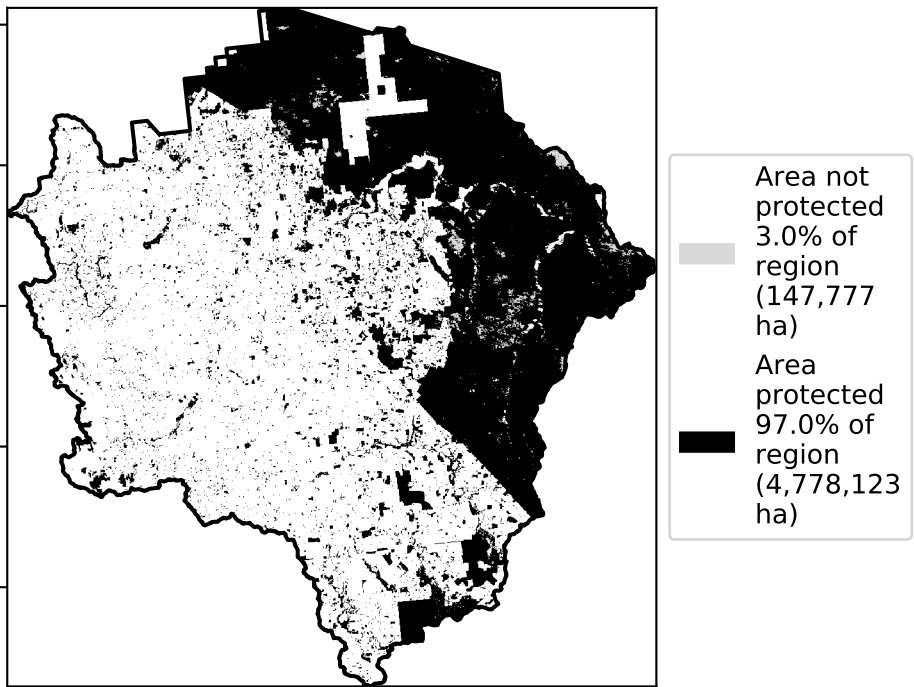 Area not
protected
3.0% of
region
(147,777
ha)
Area
protected
97.0% of
region
(4,778,123
ha)